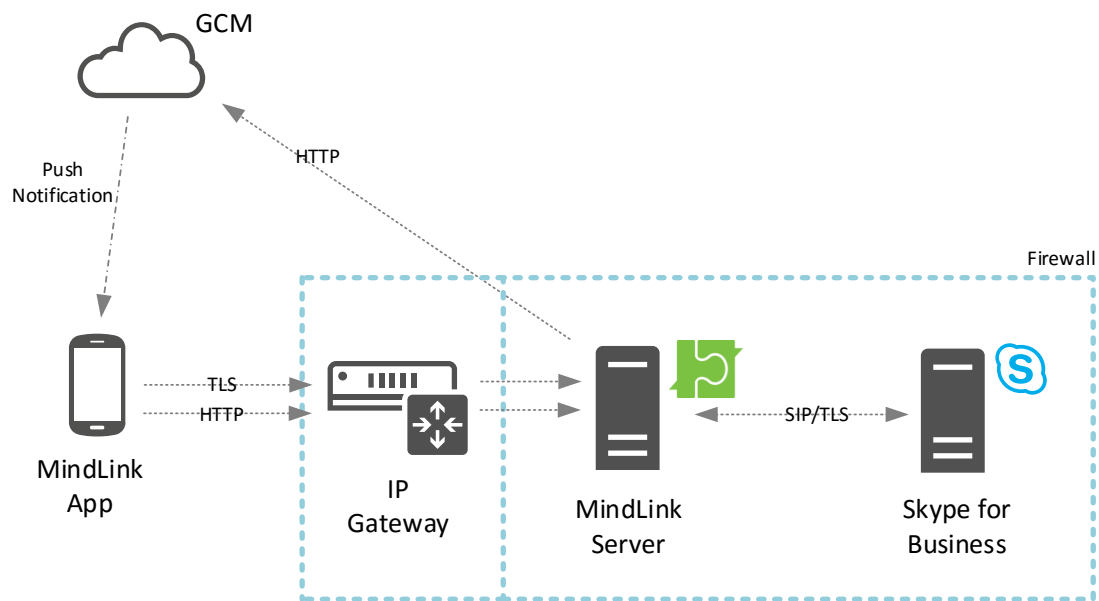 GCM
Push
Notification
HTTP
Firewall
TLS
HTTP
SIP/TLS
S
MindLink
App
IP
Gateway
MindLink
Server
Skype for
Business